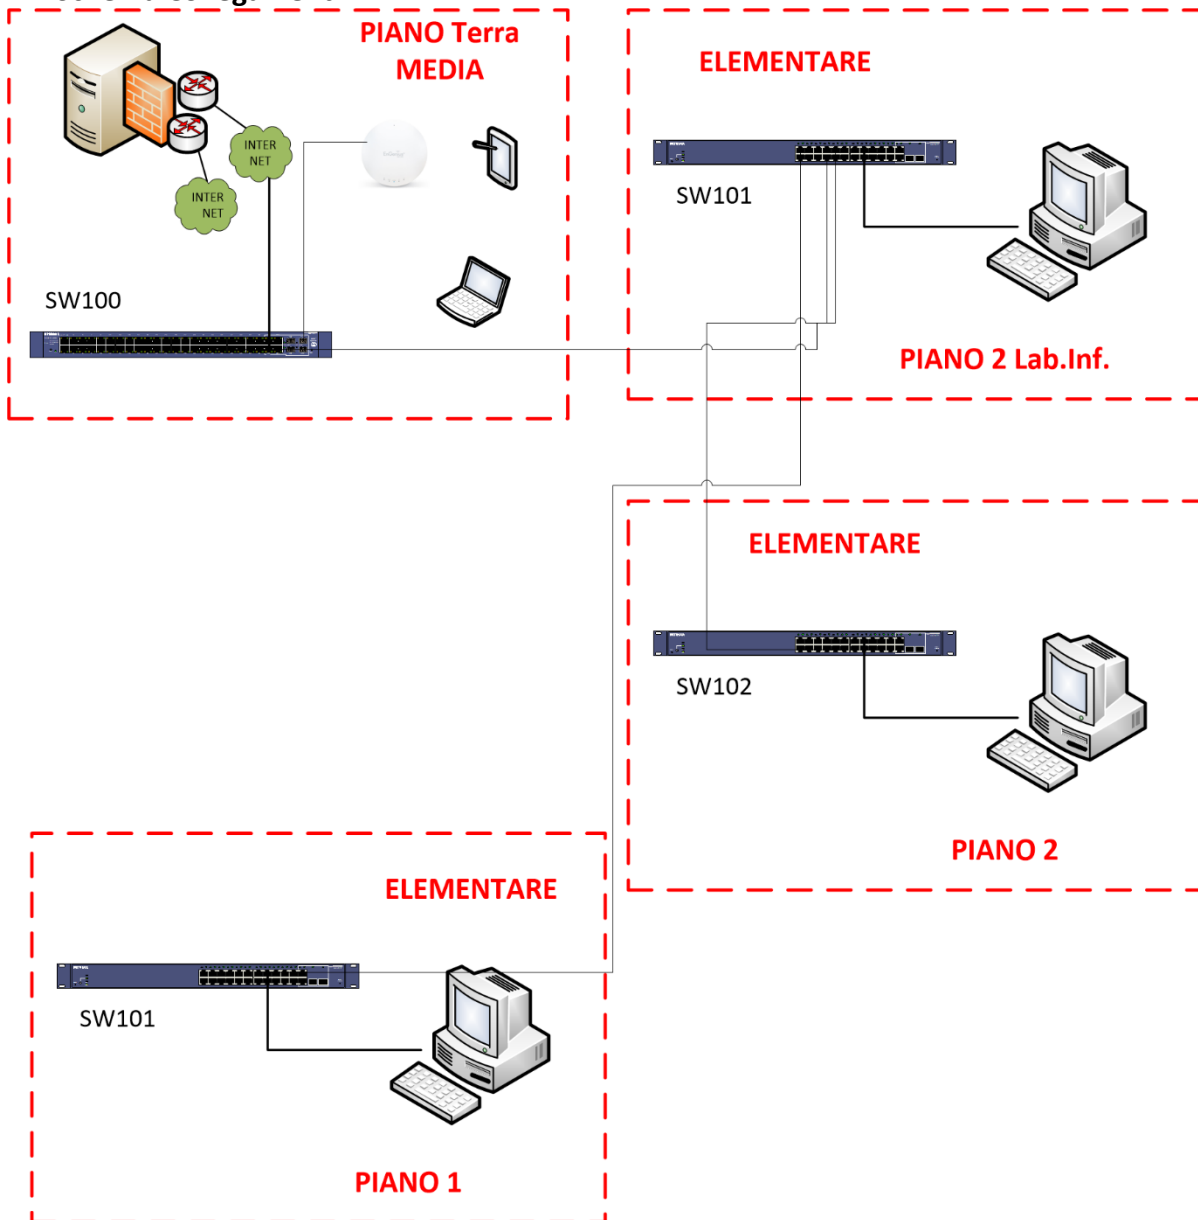 PIANO Terra
MEDIA
INTER
NET
INTER
NET
SW100
ELEMENTARE
SW101
PIANO 2 Lab.Inf.
ELEMENTARE
SW102
PIANO 2
ELEMENTARE
SW101
PIANO 1